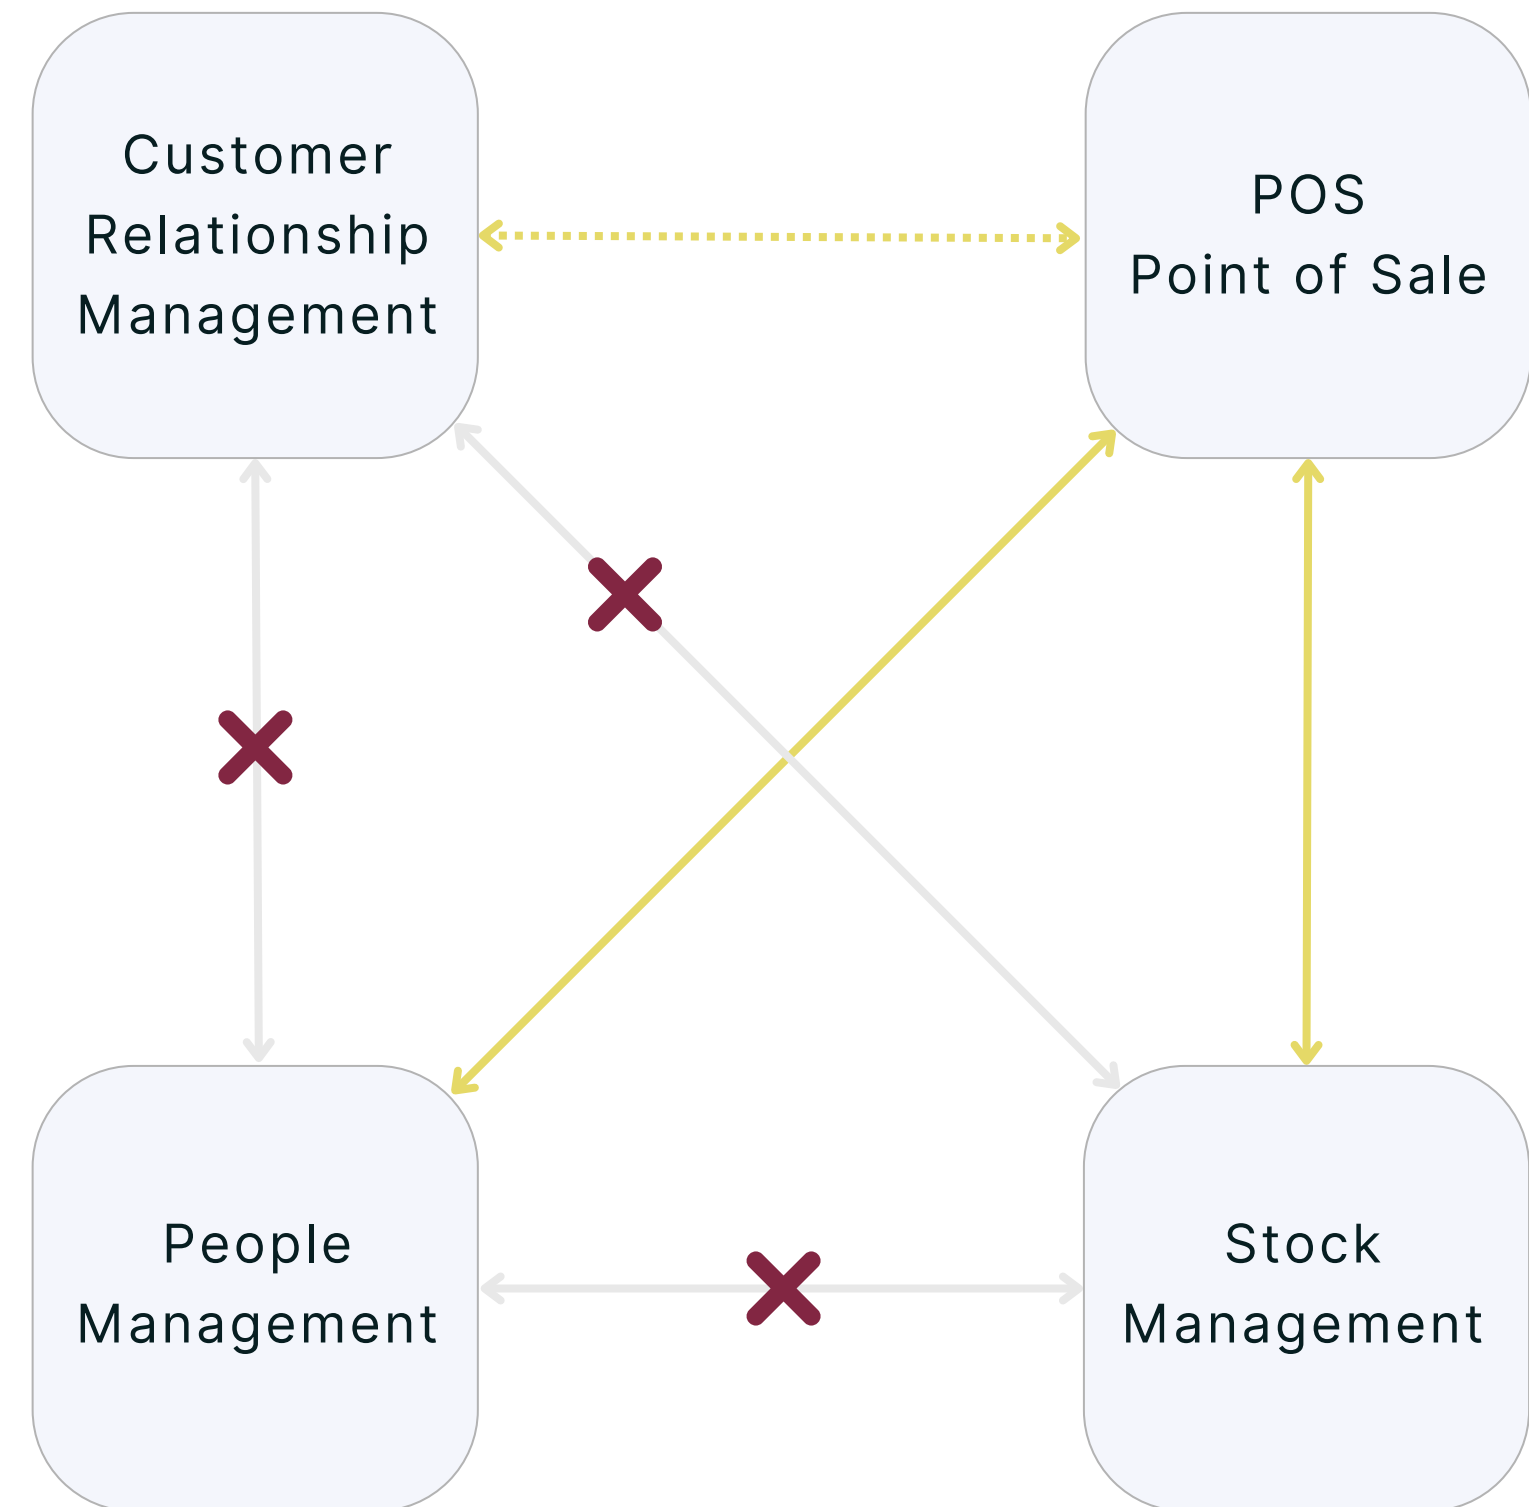 Customer
Relationship
Management
POS
Point of Sale
People
Management
Stock
Management